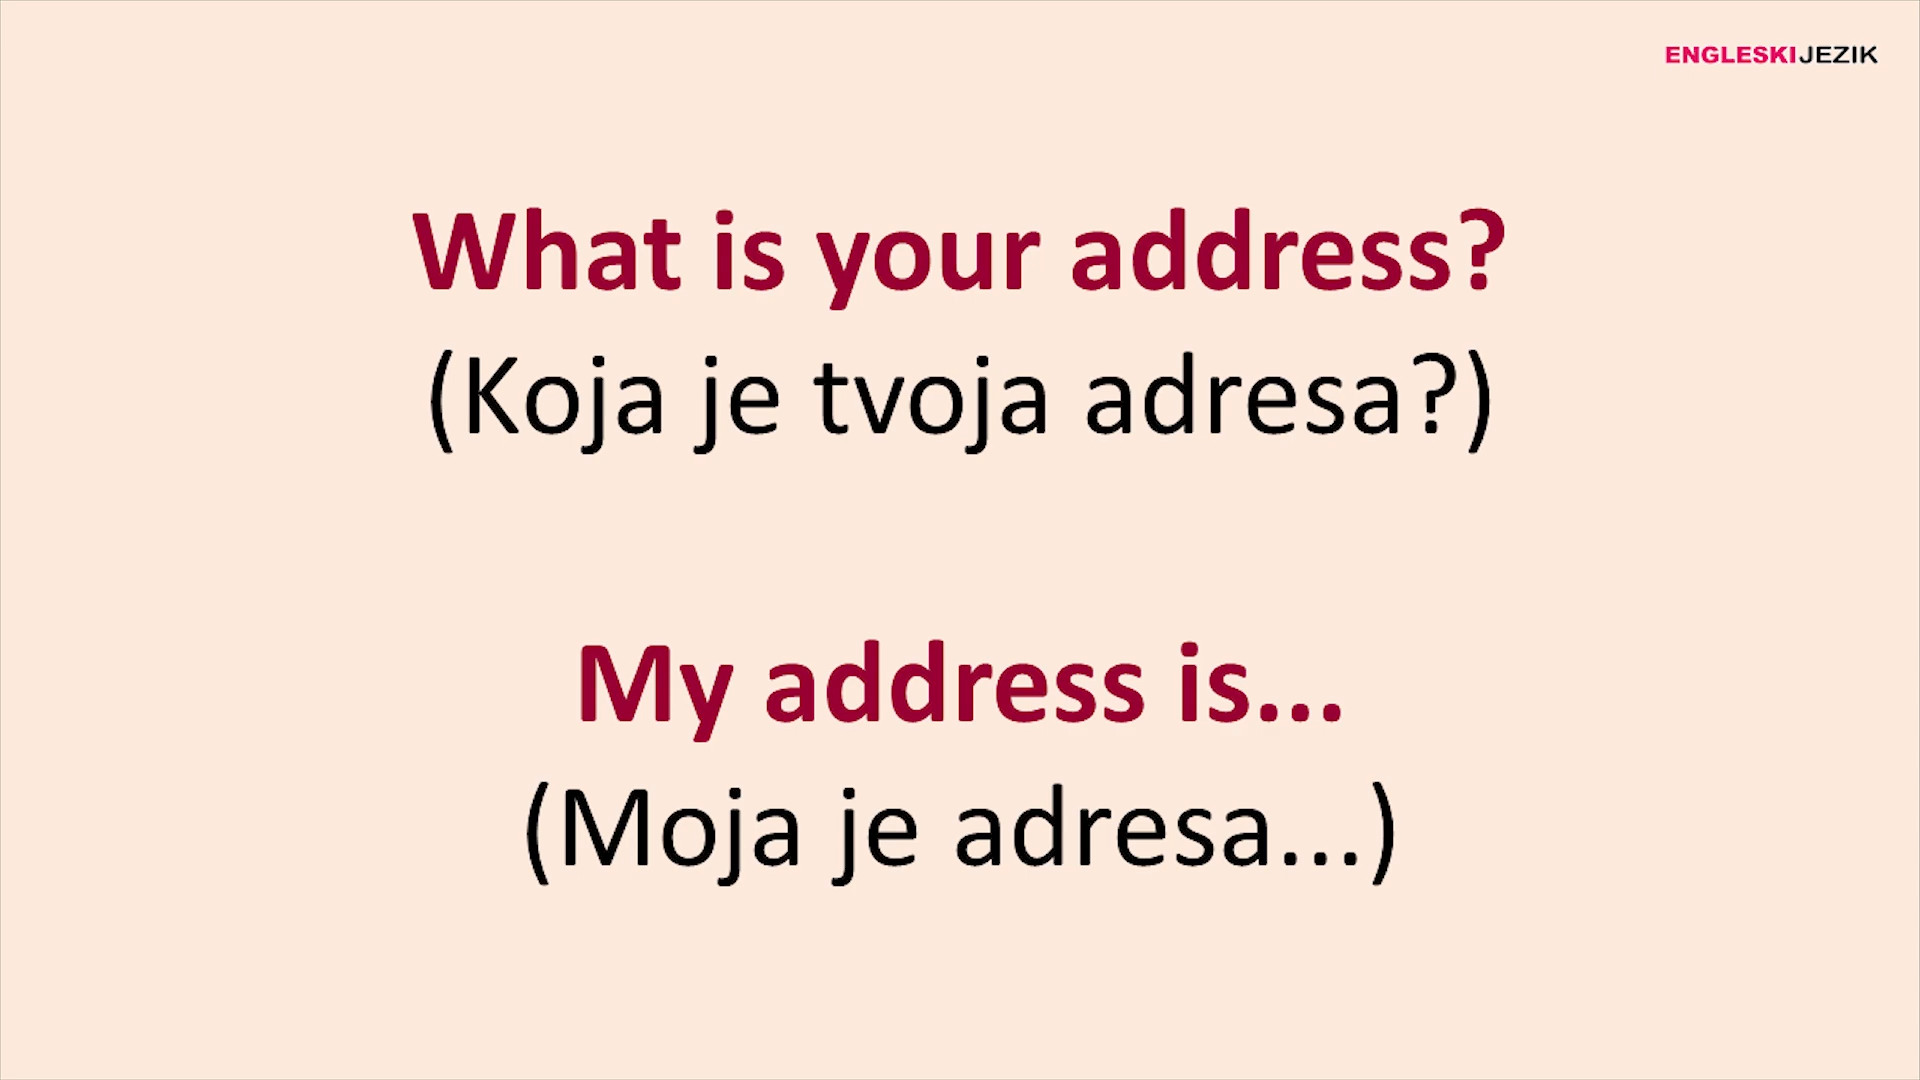 ENGLESKIJEZIK
What is your address?
(Koja je tvoja adresa?)
My address is...
(Moja je adresa...)